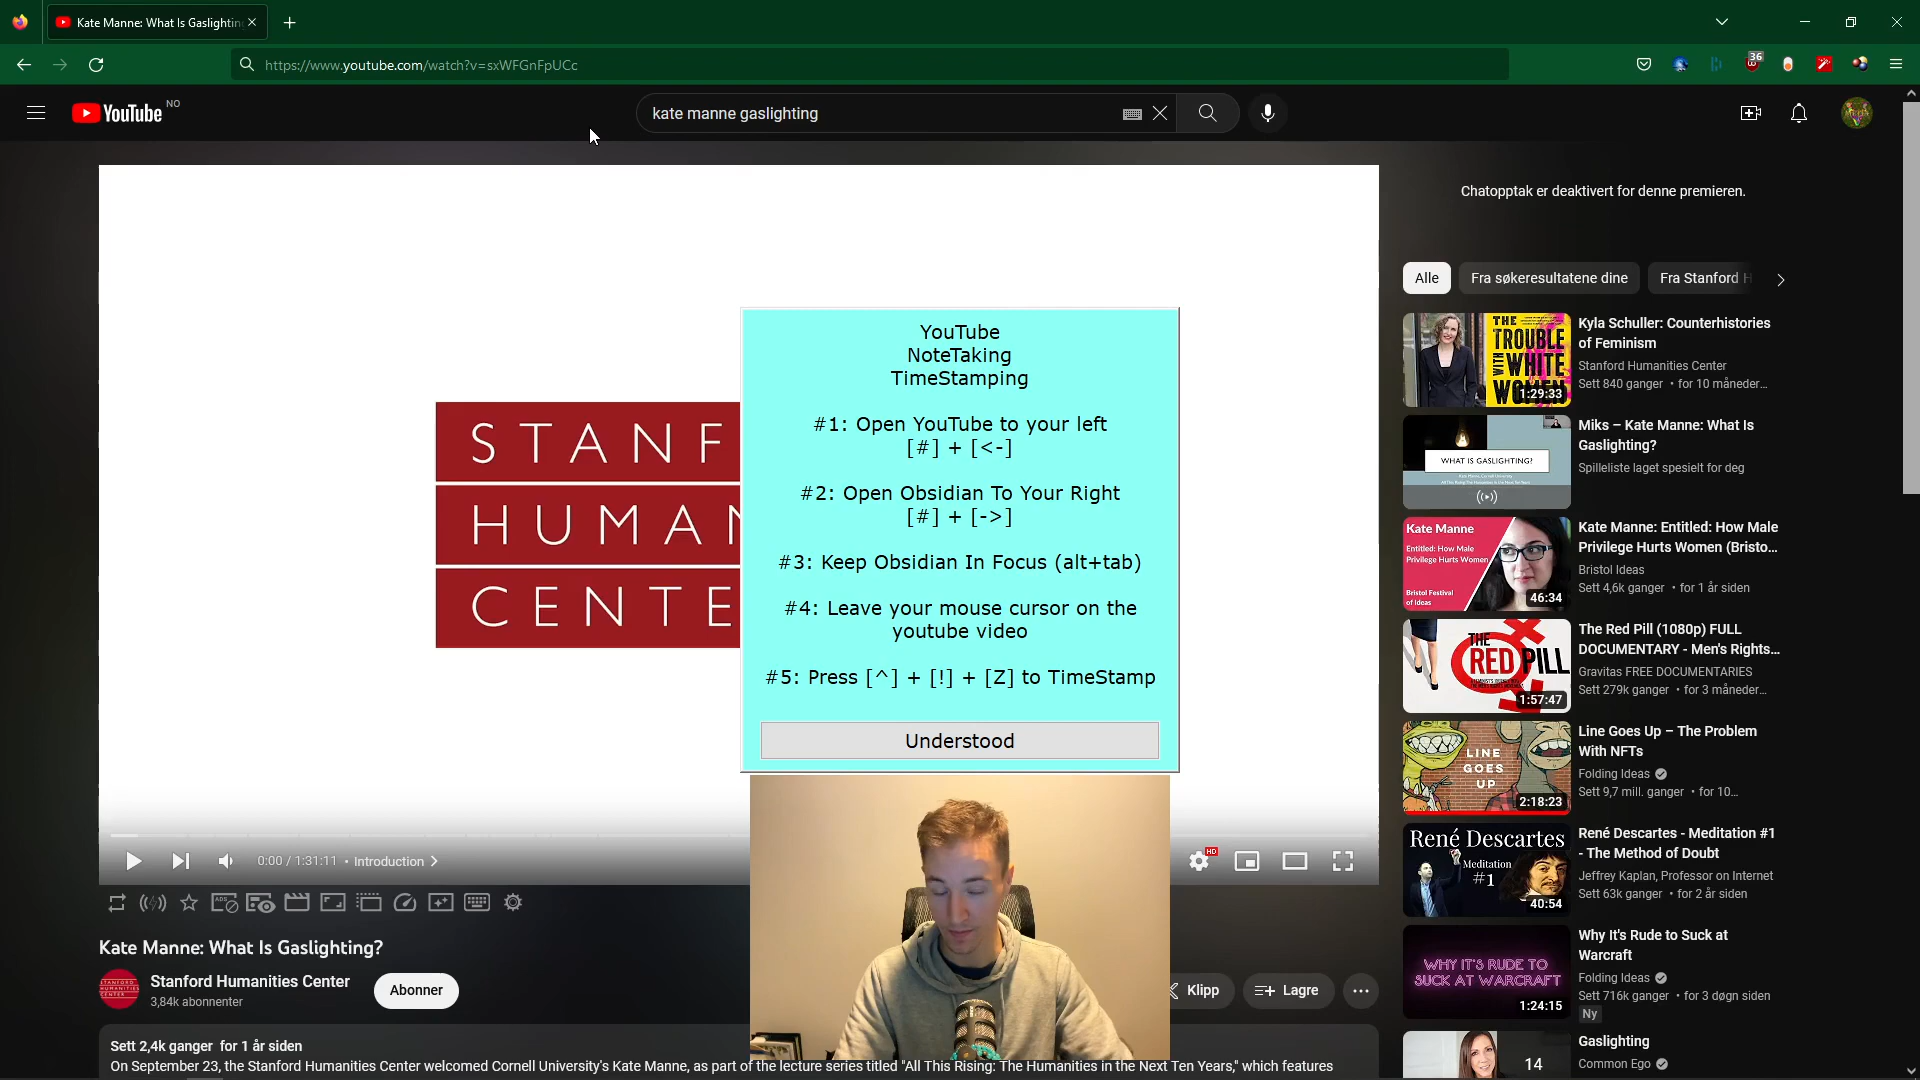 Kate Manne: What Is Gaslighting
https://www.youtube.com/watch?v=sxWFGnFpUCc
36
YouTube NO
kate manne gaslighting
STANF
HUMAN
CENTE
YouTube
NoteTaking
TimeStamping
#1: Open YouTube to your left
[#] + [<-]
#2: Open Obsidian To Your Right
[#] + [->]
#3: Keep Obsidian In Focus (alt+tab)
#4: Leave your mouse cursor on the
youtube video
#5: Press [^] + [!] + [Z] to TimeStamp
Understood
0:00 / 1:31:11 • Introduction
HD
Kate Manne: What Is Gaslighting?
Stanford Humanities Center
3,84k abonnenter
Abonner
Klipp
Lagre
Sett 2,4k ganger for 1 år siden
On September 23, the Stanford Humanities Center welcomed Cornell University's Kate Manne, as part of the lecture series titled "All This Rising: The Humanities in the Next Ten Years," which features
Chatopptak er deaktivert for denne premieren.
Alle
Fra søkeresultatene dine
Fra Stanford H
THE
TROUBLE
WITH WHITE
WOMEN
1:29:33
Kyla Schuller: Counterhistories
of Feminism
Stanford Humanities Center
Sett 840 ganger • for 10 måneder...
WHAT IS GASLIGHTING?
Miks – Kate Manne: What Is
Gaslighting?
Spilleliste laget spesielt for deg
Kate Manne
Entitled: How Male
Privilege Hurts Women
Bristol Festival
of Ideas
46:34
Kate Manne: Entitled: How Male
Privilege Hurts Women (Bristo...
Bristol Ideas
Sett 4,6k ganger • for 1 år siden
THE
RED PILL
1:57:47
The Red Pill (1080p) FULL
DOCUMENTARY - Men's Rights...
Gravitas FREE DOCUMENTARIES
Sett 279k ganger • for 3 måneder...
LINE
GOES
UP
2:18:23
Line Goes Up – The Problem
With NFTs
Folding Ideas
Sett 9,7 mill. ganger • for 10...
René Descartes
Meditation
#1
40:54
René Descartes - Meditation #1
- The Method of Doubt
Jeffrey Kaplan, Professor on Internet
Sett 63k ganger • for 2 år siden
WHY IT'S RUDE TO
SUCK AT WARCRAFT
1:24:15
Why It's Rude to Suck at
Warcraft
Folding Ideas
Sett 716k ganger • for 3 døgn siden
Ny
14
Gaslighting
Common Ego